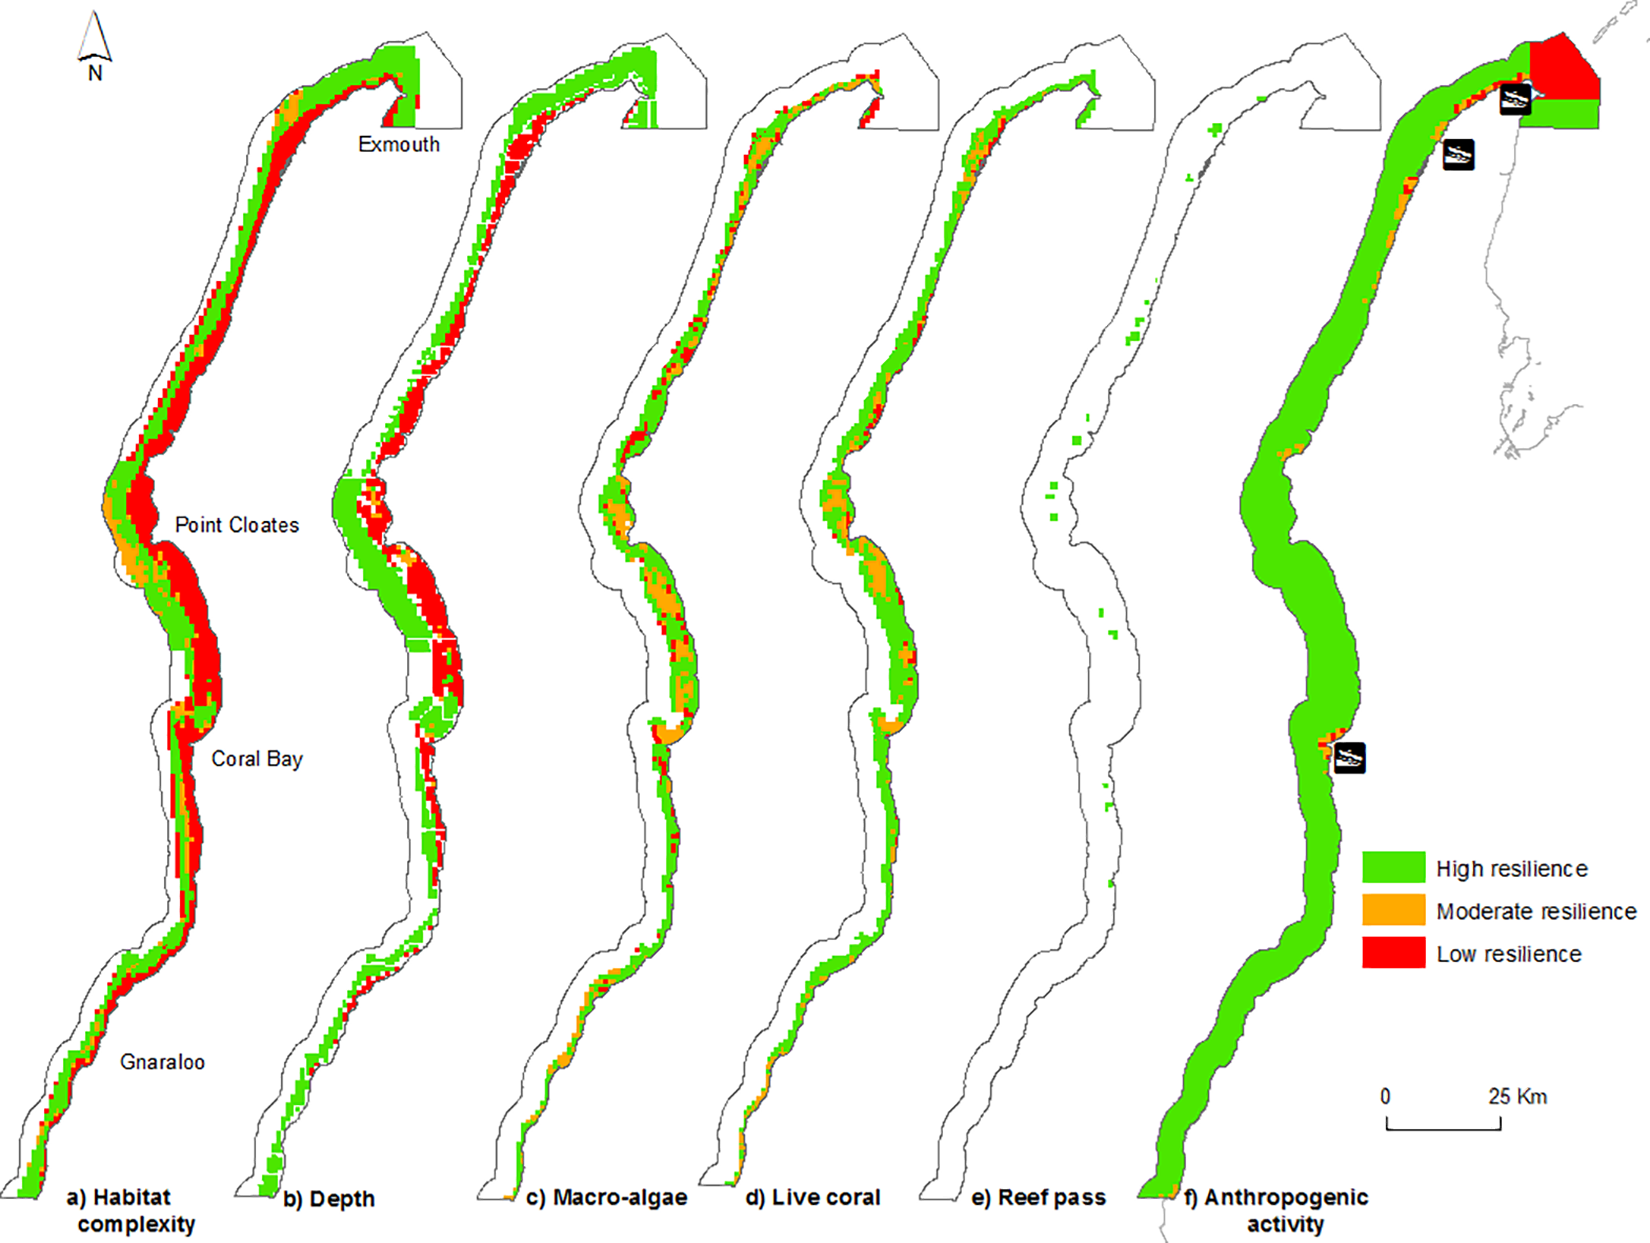 N
Exmouth
Point Cloates
Coral Bay
High resilience
Moderate resilience
Low resilience
Gnaraloo
0 25 Km
a) Habitat
complexity
b) Depth
c) Macro-algae
d) Live coral
e) Reef pass
f) Anthropogenic
activity